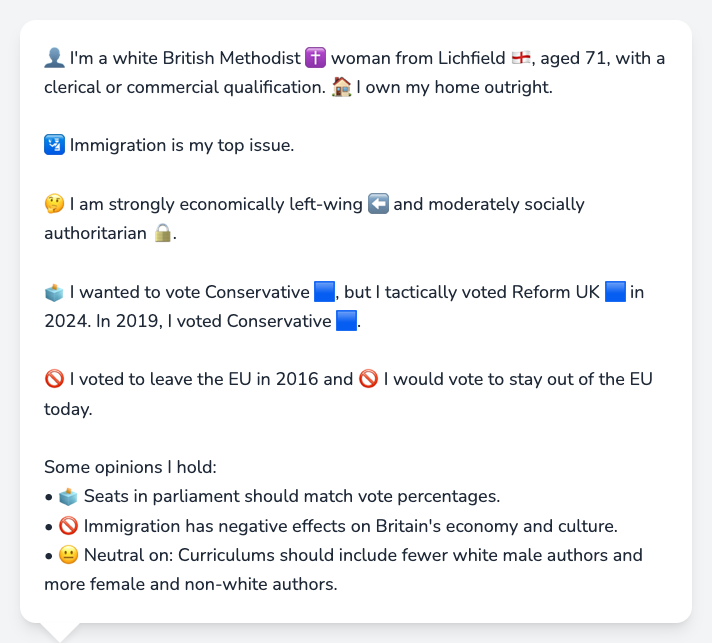 👤 I'm a white British Methodist ✝️ woman from Lichfield 🏴󠁧󠁢󠁥󠁮󠁧󠁿, aged 71, with a
clerical or commercial qualification. 🏠 I own my home outright.
🛂 Immigration is my top issue.
🤔 I am strongly economically left-wing ⬅️ and moderately socially
authoritarian 🔒.
🗳️ I wanted to vote Conservative 🟦, but I tactically voted Reform UK 🟦 in
2024. In 2019, I voted Conservative 🟦.
🚫 I voted to leave the EU in 2016 and 🚫 I would vote to stay out of the EU
today.
Some opinions I hold:
• 🗳️ Seats in parliament should match vote percentages.
• 🚫 Immigration has negative effects on Britain's economy and culture.
• 😐 Neutral on: Curriculums should include fewer white male authors and
more female and non-white authors.